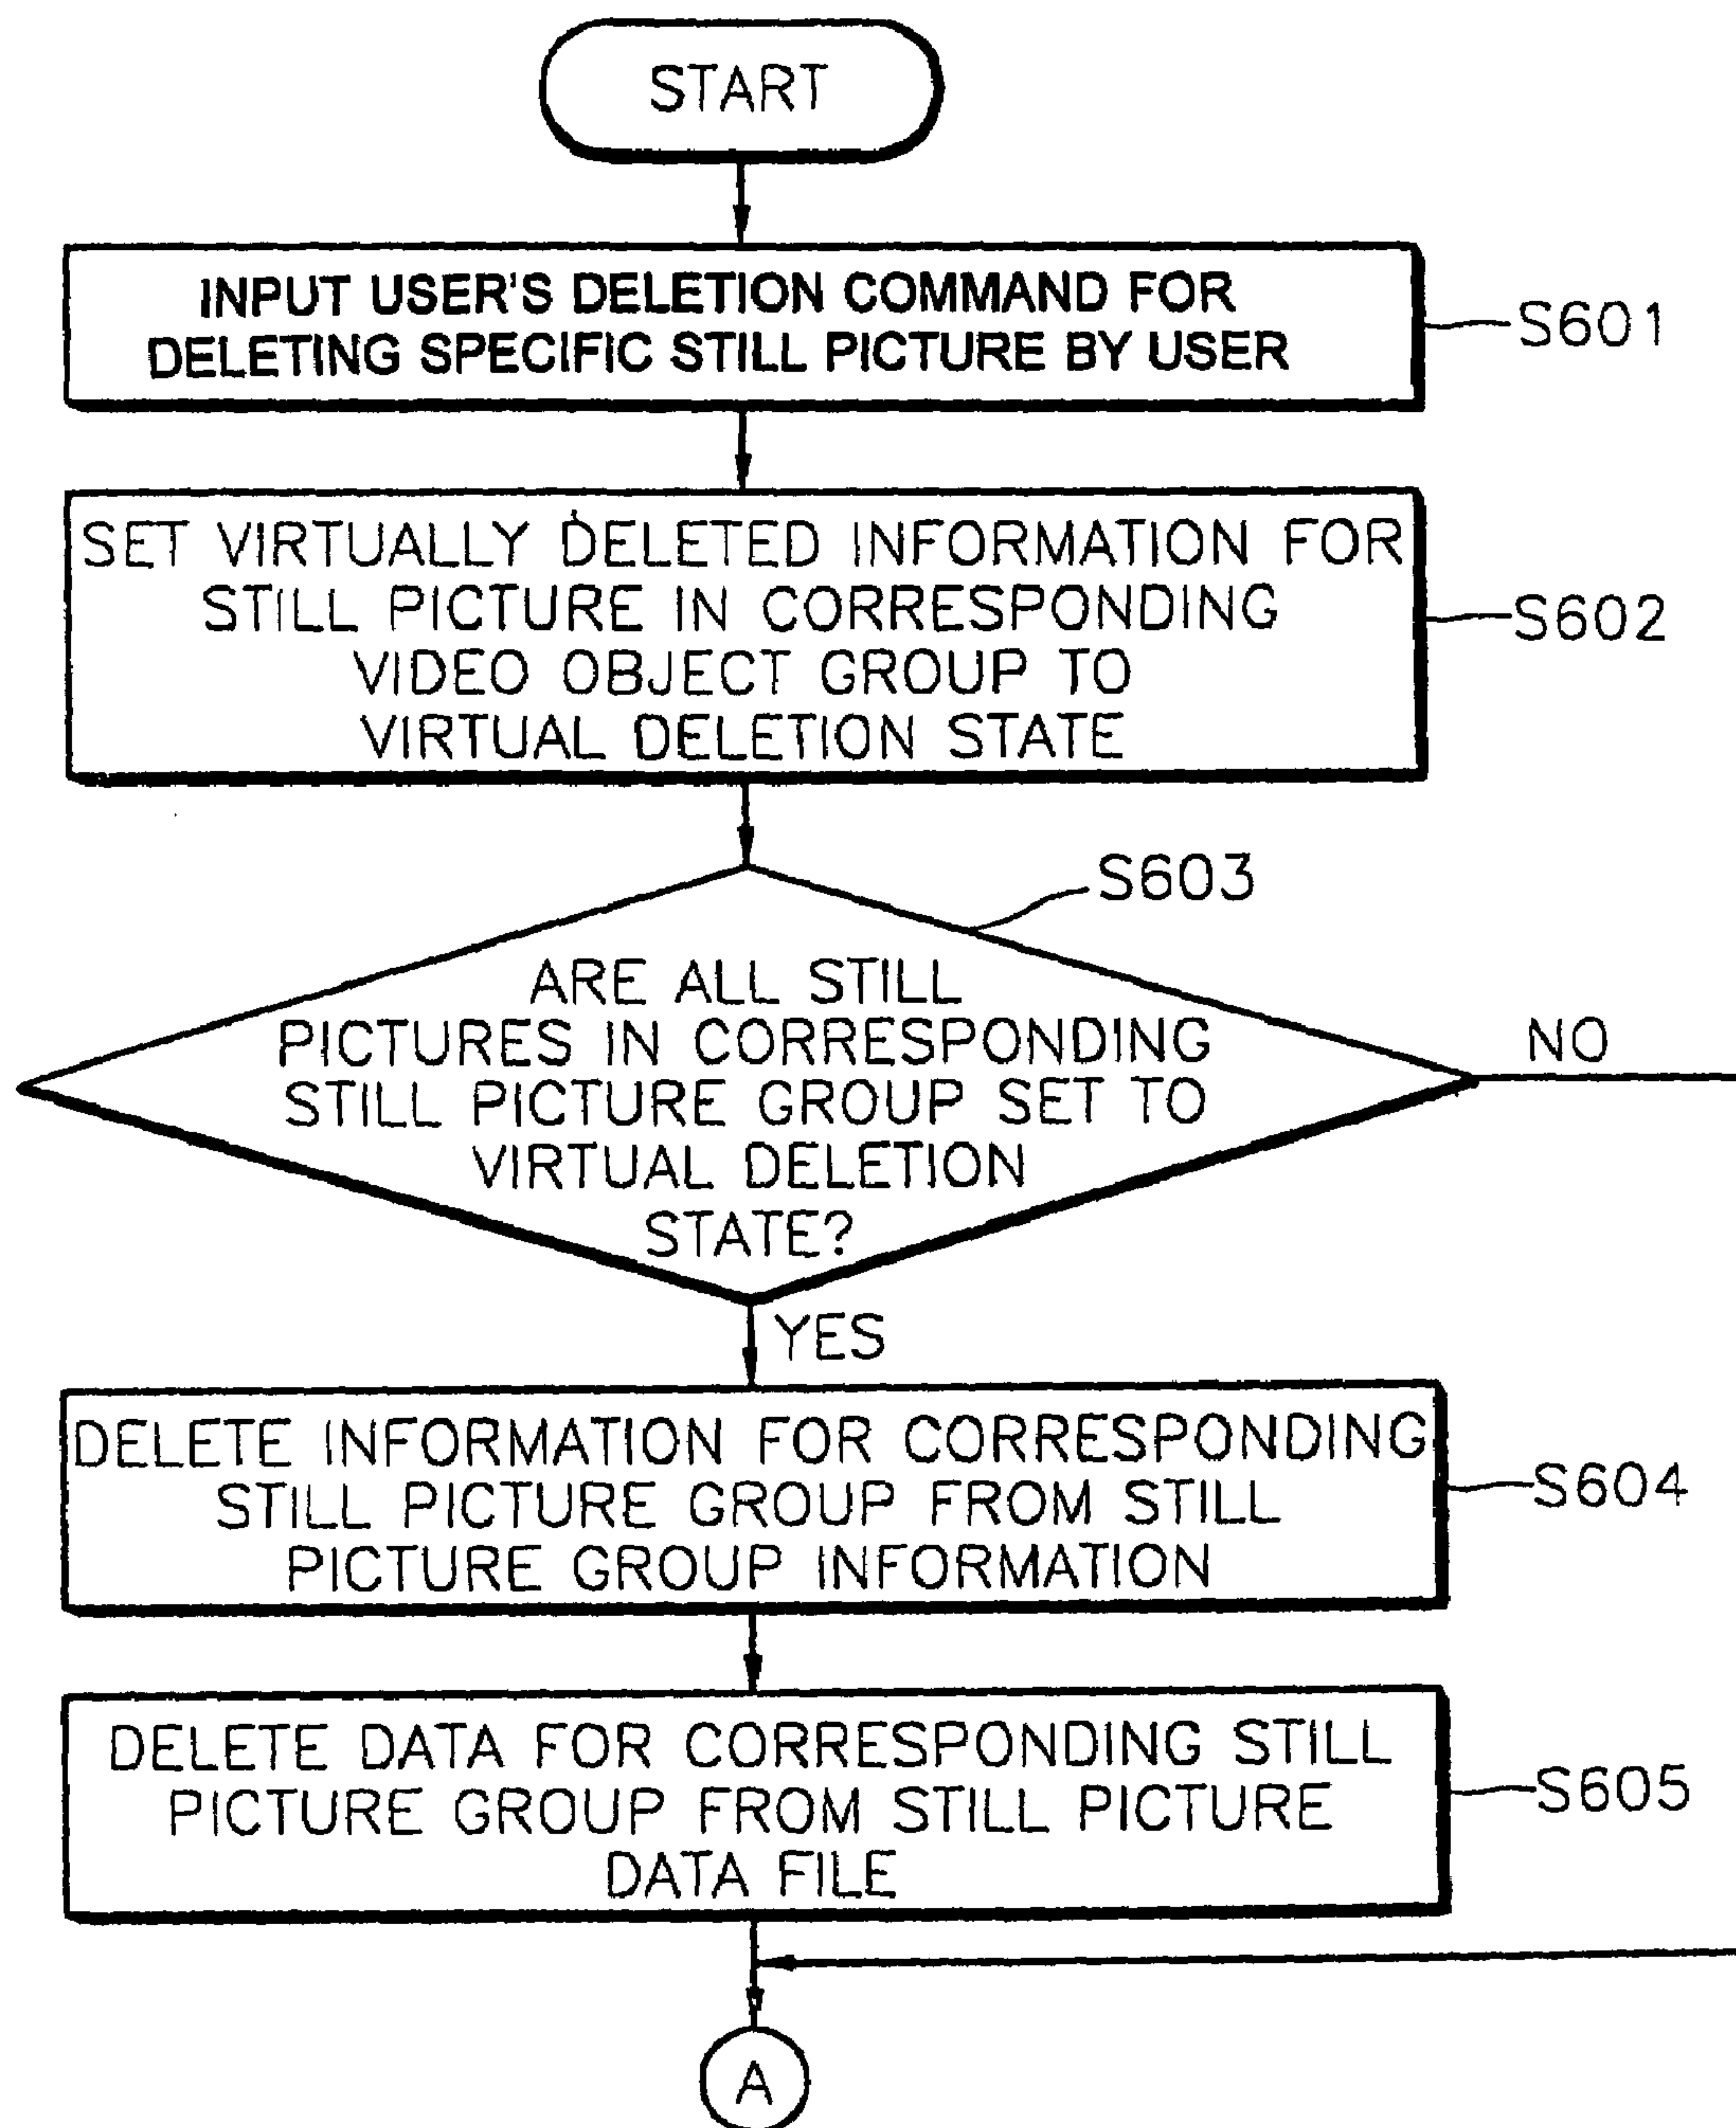 START
INPUT USER'S DELETION COMMAND FOR
DELETING SPECIFIC STILL PICTURE BY USER
S601
SET VIRTUALLY DELETED INFORMATION FOR
STILL PICTURE IN CORRESPONDING
VIDEO OBJECT GROUP TO
VIRTUAL DELETION STATE
S602
S603
ARE ALL STILL
PICTURES IN CORRESPONDING
STILL PICTURE GROUP SET TO
VIRTUAL DELETION
STATE?
NO
YES
DELETE INFORMATION FOR CORRESPONDING
STILL PICTURE GROUP FROM STILL
PICTURE GROUP INFORMATION
S604
DELETE DATA FOR CORRESPONDING STILL
PICTURE GROUP FROM STILL PICTURE
DATA FILE
S605
A